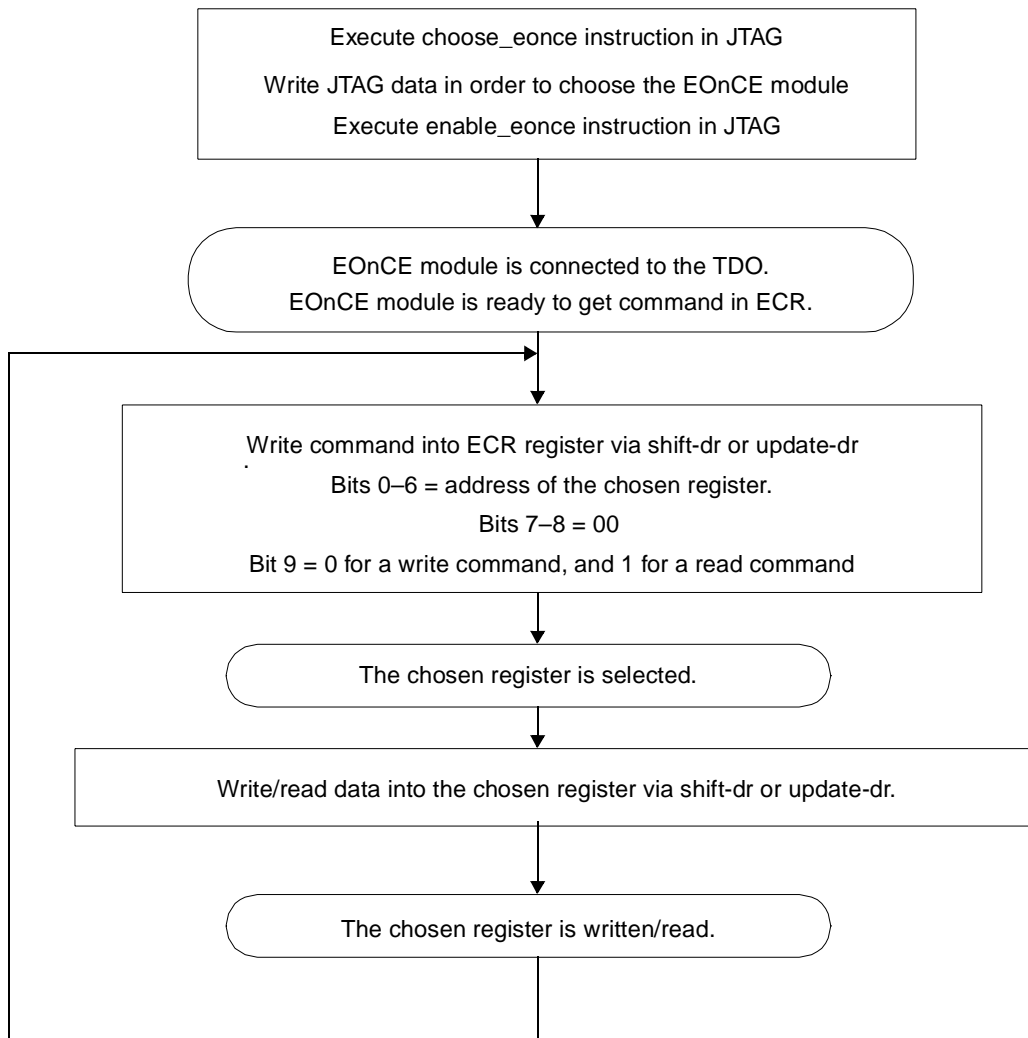 Execute choose_eonce instruction in JTAG
Write JTAG data in order to choose the EOnCE module
Execute enable_eonce instruction in JTAG
EOnCE module is connected to the TDO.
EOnCE module is ready to get command in ECR.
Write command into ECR register via shift-dr or update-dr
.
Bits 0–6 = address of the chosen register.
Bits 7–8 = 00
Bit 9 = 0 for a write command, and 1 for a read command
The chosen register is selected.
Write/read data into the chosen register via shift-dr or update-dr.
The chosen register is written/read.